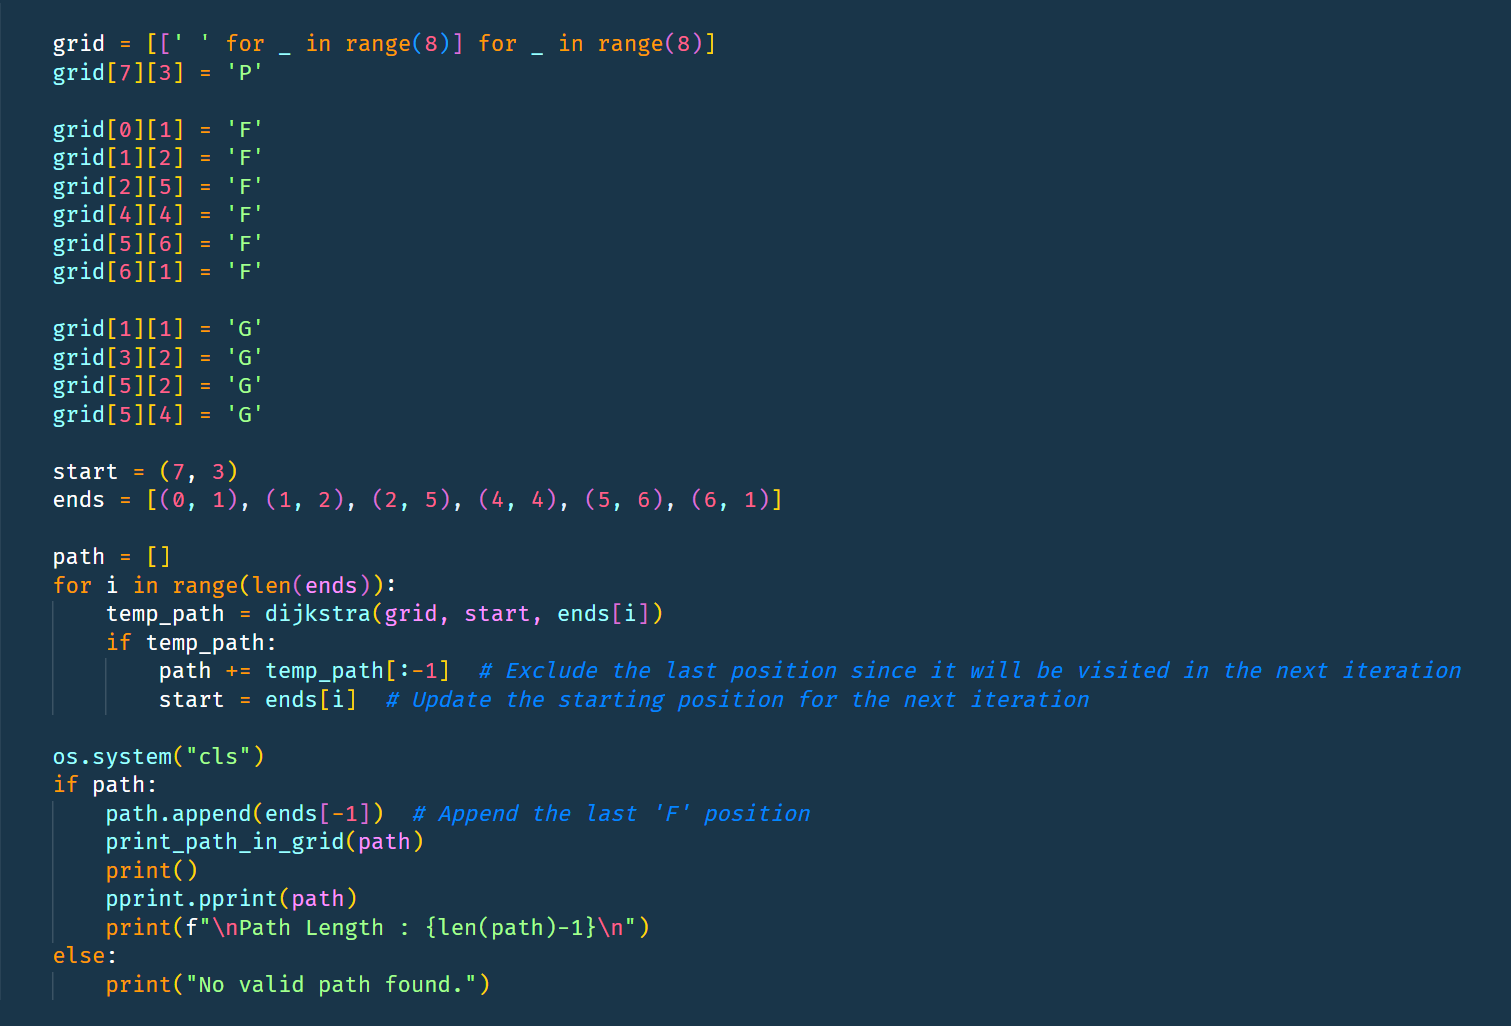 grid = [[' ' for _ in range(8)] for _ in range(8)]
grid[7][3] = 'P'

grid[0][1] = 'F'
grid[1][2] = 'F'
grid[2][5] = 'F'
grid[4][4] = 'F'
grid[5][6] = 'F'
grid[6][1] = 'F'

grid[1][1] = 'G'
grid[3][2] = 'G'
grid[5][2] = 'G'
grid[5][4] = 'G'

start = (7, 3)
ends = [(0, 1), (1, 2), (2, 5), (4, 4), (5, 6), (6, 1)]

path = []
for i in range(len(ends)):
    temp_path = dijkstra(grid, start, ends[i])
    if temp_path:
        path += temp_path[:-1]  # Exclude the last position since it will be visited in the next iteration
        start = ends[i]  # Update the starting position for the next iteration

os.system("cls")
if path:
    path.append(ends[-1])  # Append the last 'F' position
    print_path_in_grid(path)
    print()
    pprint.pprint(path)
    print(f"\nPath Length : {len(path)-1}\n")
else:
    print("No valid path found.")